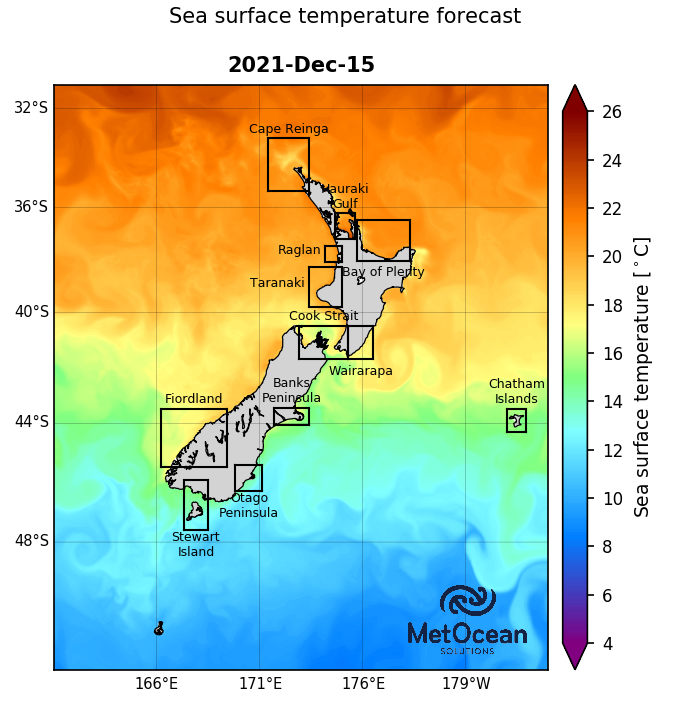 Sea surface temperature forecast
2021-Dec-15
32°S
36°S
40°S
44°S
48°S
166°E
171°E
176°E
179°W
Cape Reinga
Hauraki
Gulf
Raglan
Bay of Plenty
Taranaki
Cook Strait
Wairarapa
Banks
Peninsula
Chatham
Islands
Fiordland
Otago
Peninsula
Stewart
Island
MetOcean
SOLUTIONS
26
24
22
20
18
16
14
12
10
8
6
4
Sea surface temperature [°C]